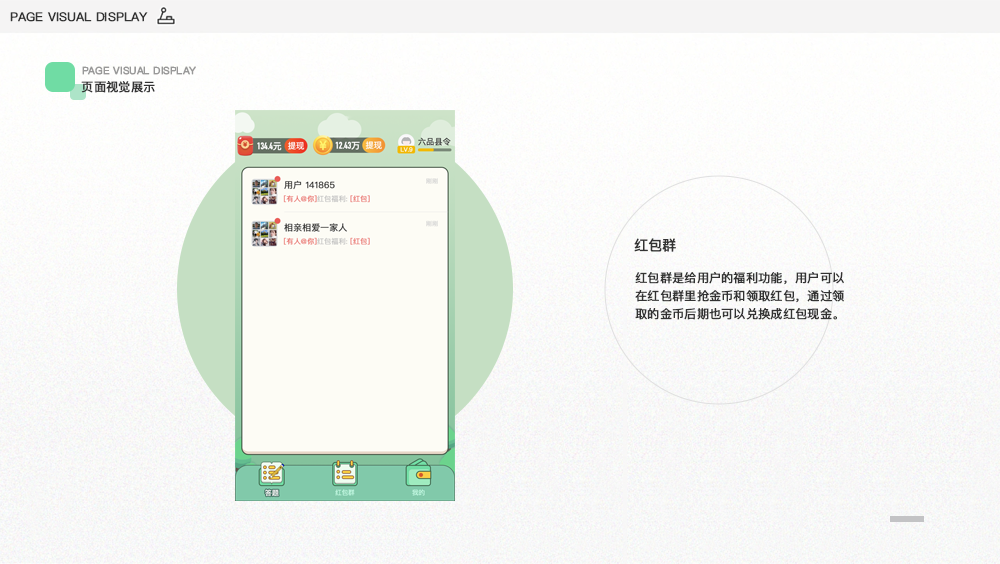 PAGE VISUAL DISPLAY
PAGE VISUAL DISPLAY
页面视觉展示
134.4元 提现 12.43万 提现 LV.9 六品县令
用户 141865
[有人@你]红包福利: [红包]
相亲相爱一家人
[有人@你]红包福利: [红包]
答题 红包群 我的
红包群
红包群是给用户的福利功能，用户可以
在红包群里抢金币和领取红包，通过领
取的金币后期也可以兑换成红包现金。